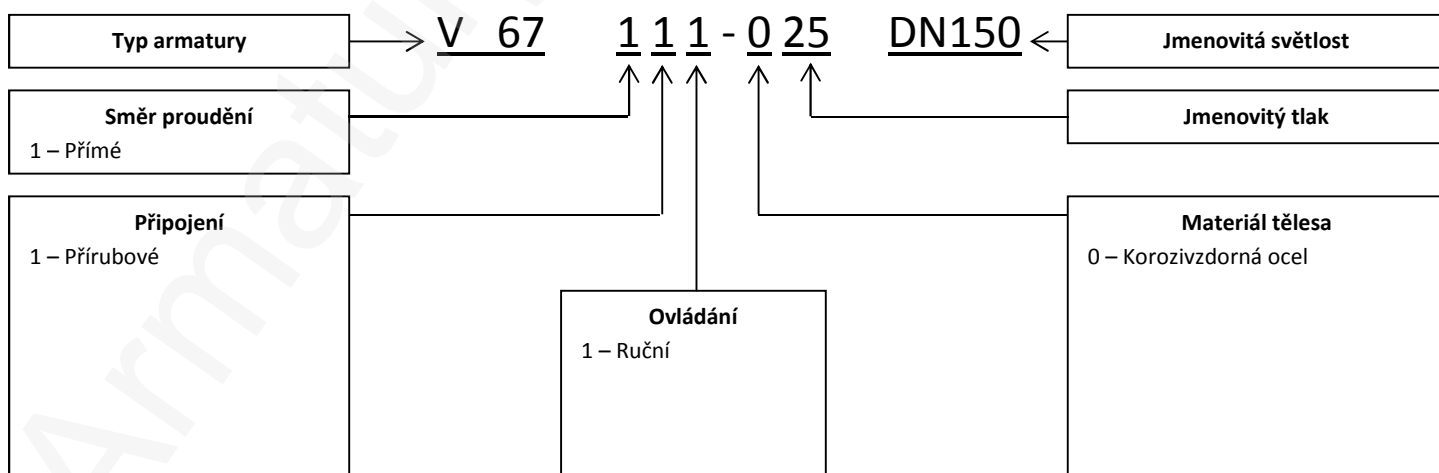 Typ armatury
V 67 1 1 1 - 0 25 DN150
Jmenovitá světlost
Směr proudění
1 – Přímé
Jmenovitý tlak
Připojení
1 – Přírubové
Materiál tělesa
0 – Korozivzdorná ocel
Ovládání
1 – Ruční
Armatu